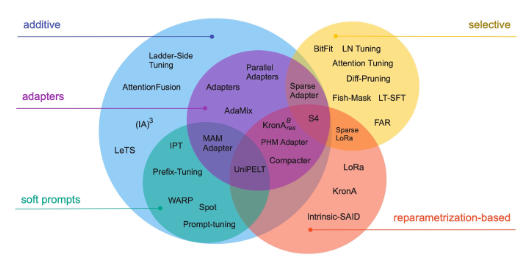 additive
selective
Ladder-Side
Tuning
BitFit LN Tuning
Attention Tuning
Parallel
Adapters
Diff-Pruning
AttentionFusion
Adapters
Sparse
Adapter
Fish-Mask LT-SFT
adapters
AdaMix
S4
FAR
(IA)3
KronA B res
Sparse
LoRa
MAM
Adapter
PHM Adapter
IPT
LeTS
Compacter
LoRa
Prefix-Tuning
UniPELT
KronA
soft prompts
WARP
Spot
Intrinsic-SAID
Prompt-tuning
reparametrization-based